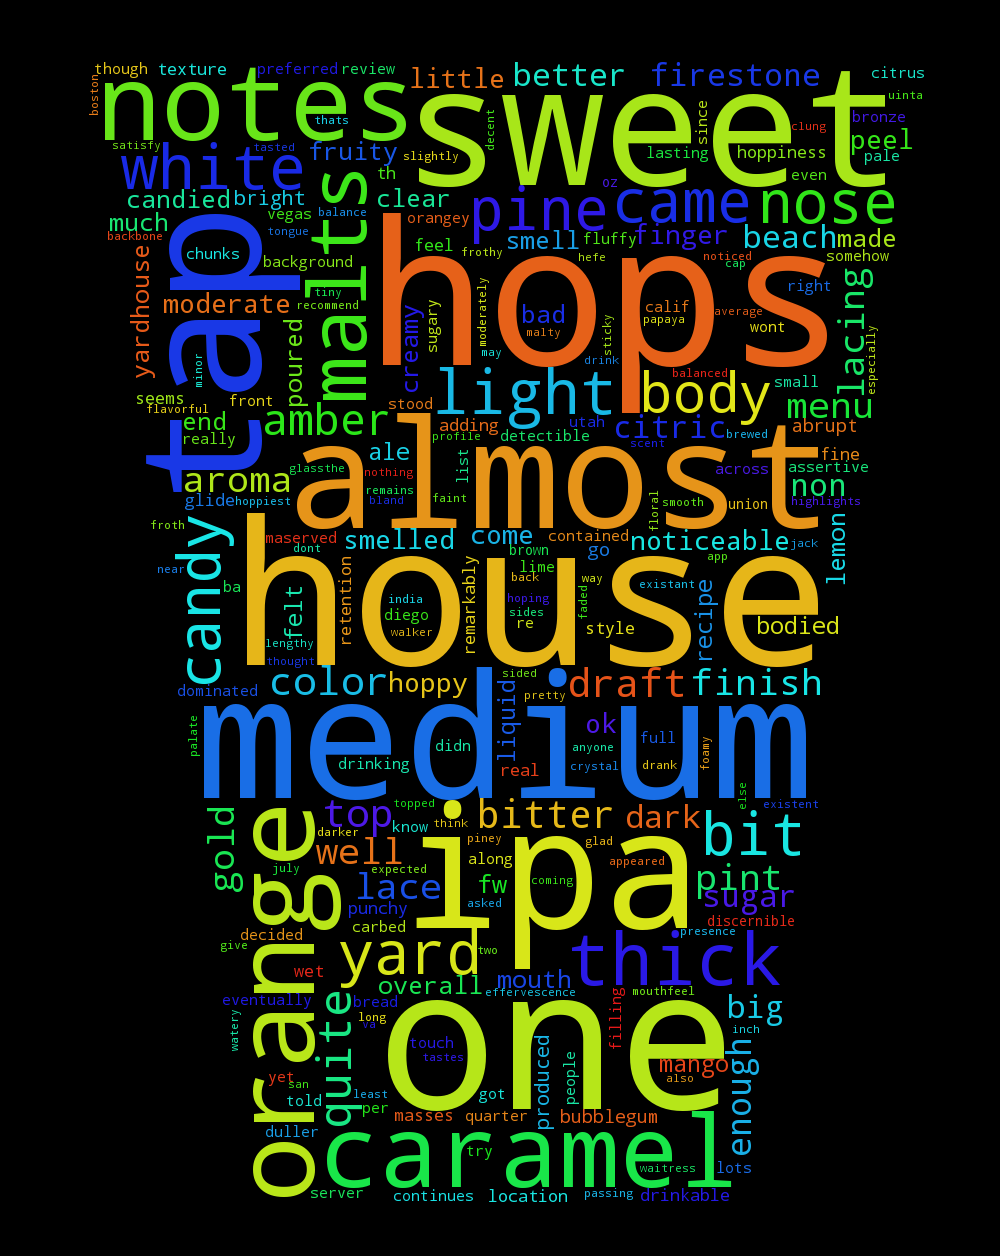 though texture preferred review little better firestone citrus
boston notes sweet uinta
thats decent since clung bronze
satisfy tasted fruity slightly lasting hoppiness peel
white th oz even pale
candied bright clear pine came nose
much vegas balance orangey
backbone tongue feel smell fluffy finger beach made
chunks background frothy hefe noticed cap somehow
tap malts hops
yardhouse moderate tiny recommend creamy sugary moderately bad calif papaya average right lacing
poured malty sticky wont especially
minor may drink balanced small
seems front stood light body menu
flavorful end amber adding utah citric brewed abrupt
really profile detectible scent
aroma almost ale list across fine assertive
glassthe nothing non
glide hoppiest remains bland faint floral smooth union highlights
froth maserved smelled come contained noticeable jack lemon
candy dont house brown go app
near lime
ba felt retention india back way existant recipe
remarkably hoping faded
diego sides
walker re style bodied
lengthy
thought
dominated color hoppy sided draft finish
pretty
palate medium liquid ok
didn anyone full foamy
drinking real crystal drank
else
gold top topped bitter dark existent bit
darker know think
orange well ipa piney glad
july expected along appeared
lace fw coming pint
punchy asked sugar
carbed discernible
decided yard two presence
give thick
wet overall mouth
eventually bread effervescence mouthfeel big
watery quite long one filling inch
va touch
tastes produced people mango enough
yet san least got also
told per masses quarter bubblegum
duller caramel
try waitress lots
server continues location passing drinkable